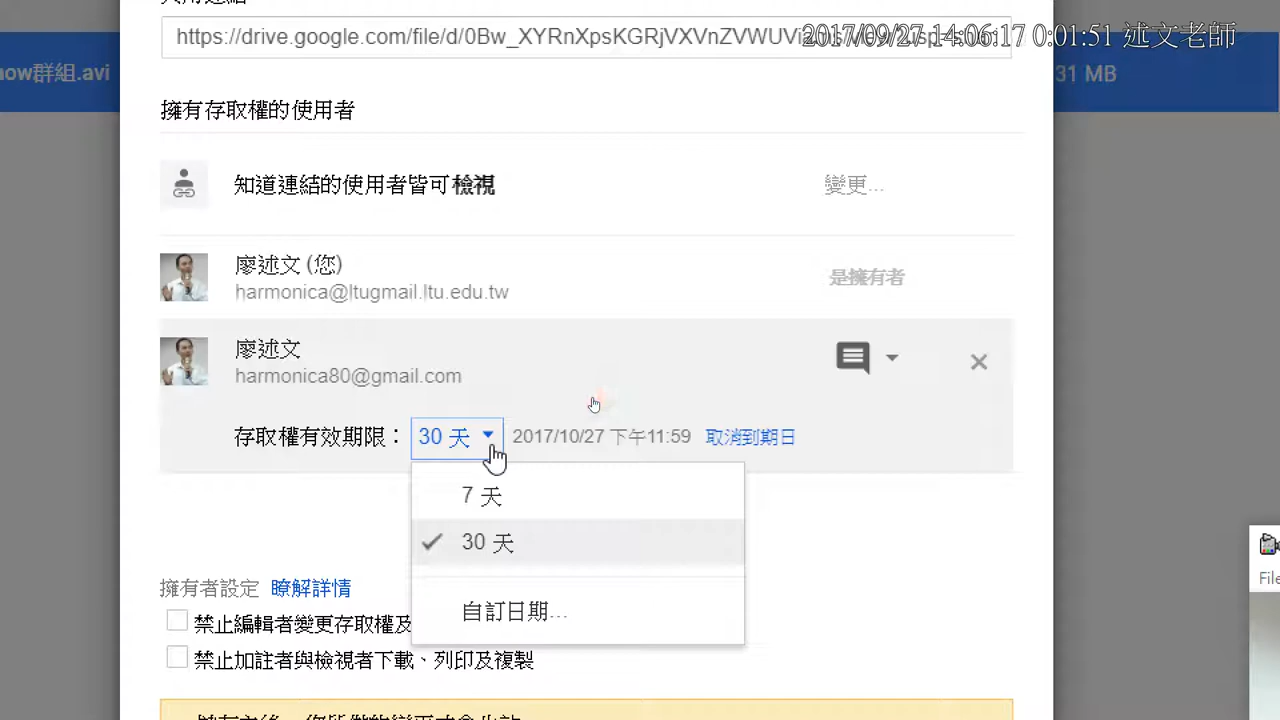 https://drive.google.com/file/d/0Bw_XYRnXpsKGRjVXVnZVWUV
2017/09/27 14:06:17 0:01:51 述文老師
now群組.avi
31 MB
擁有存取權的使用者
知道連結的使用者皆可檢視
變更...
廖述文 (您)
harmonica@ltugmail.ltu.edu.tw
是擁有者
廖述文
harmonica80@gmail.com
存取權有效期限： 30 天 2017/10/27 下午11:59 取消到期日
7 天
30 天
自訂日期...
擁有者設定 瞭解詳情
禁止編輯者變更存取權及
禁止加註者與檢視者下載、列印及複製
File